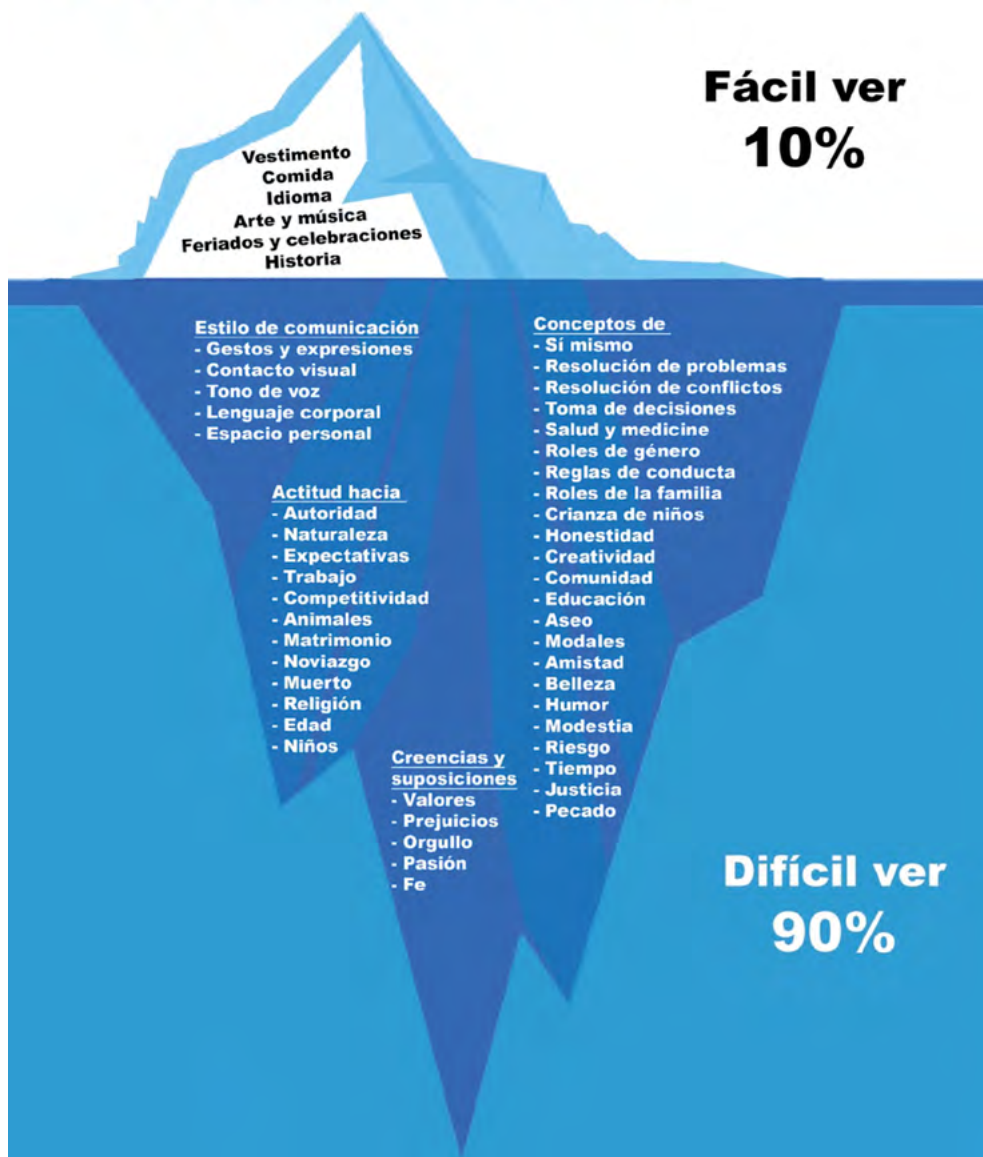 Fácil ver
10%
Vestimento
Comida
Idioma
Arte y música
Feriados y celebraciones
Historia
Estilo de comunicación
- Gestos y expresiones
- Contacto visual
- Tono de voz
- Lenguaje corporal
- Espacio personal
Actitud hacia
- Autoridad
- Naturaleza
- Expectativas
- Trabajo
- Competitividad
- Animales
- Matrimonio
- Noviazgo
- Muerto
- Religión
- Edad
- Niños
Creencias y
suposiciones
- Valores
- Prejuicios
- Orgullo
- Pasión
- Fe
Conceptos de
- Sí mismo
- Resolución de problemas
- Resolución de conflictos
- Toma de decisiones
- Salud y medicine
- Roles de género
- Reglas de conducta
- Roles de la familia
- Crianza de niños
- Honestidad
- Creatividad
- Comunidad
- Educación
- Aseo
- Modales
- Amistad
- Belleza
- Humor
- Modestia
- Riesgo
- Tiempo
- Justicia
- Pecado
Difícil ver
90%